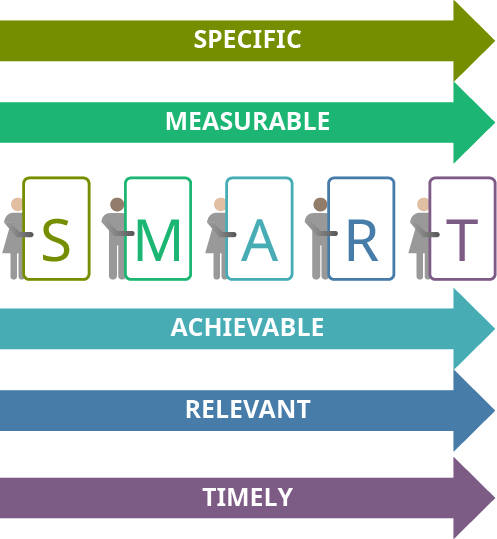 SPECIFIC
MEASURABLE
S M A R T
ACHIEVABLE
RELEVANT
TIMELY